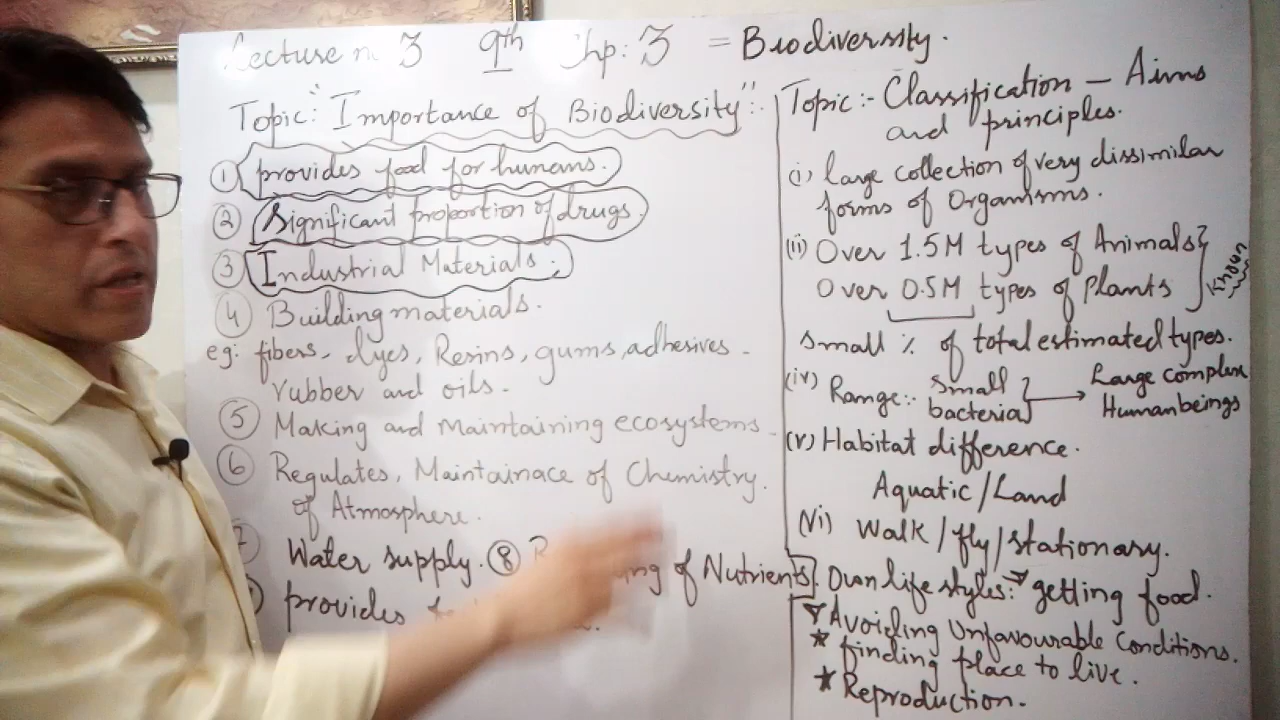 Lecture n 3 9th Chp: 3 = Biodiversity.
Topic: "Importance of Biodiversity":.
① provides food for humans.
② Significant proportion of drugs.
③ Industrial Materials.
④ Building materials.
eg: fibers, dyes, Resins, gums, adhesives -
rubber and oils -
⑤ Making and Maintaining ecosystems -
⑥ Regulates, Maintainace of Chemistry.
of Atmosphere.
7 Water supply. ⑧ of Nutrients
provides
Topic :- Classification - Aims
and principles.
(i) large collection of very dissimilar
forms of Organisms.
(ii) Over 1.5M types of Animals
Over 0.5M types of Plants
Known
Small % of total estimated types.
(iv) Range:- Small bacteria → Large complex Humanbeings
(v) Habitat difference.
Aquatic/Land
(vi) Walk/fly/stationary.
Own life styles:- getting food.
Avoiding Unfavourable Conditions.
* finding place to live.
* Reproduction.